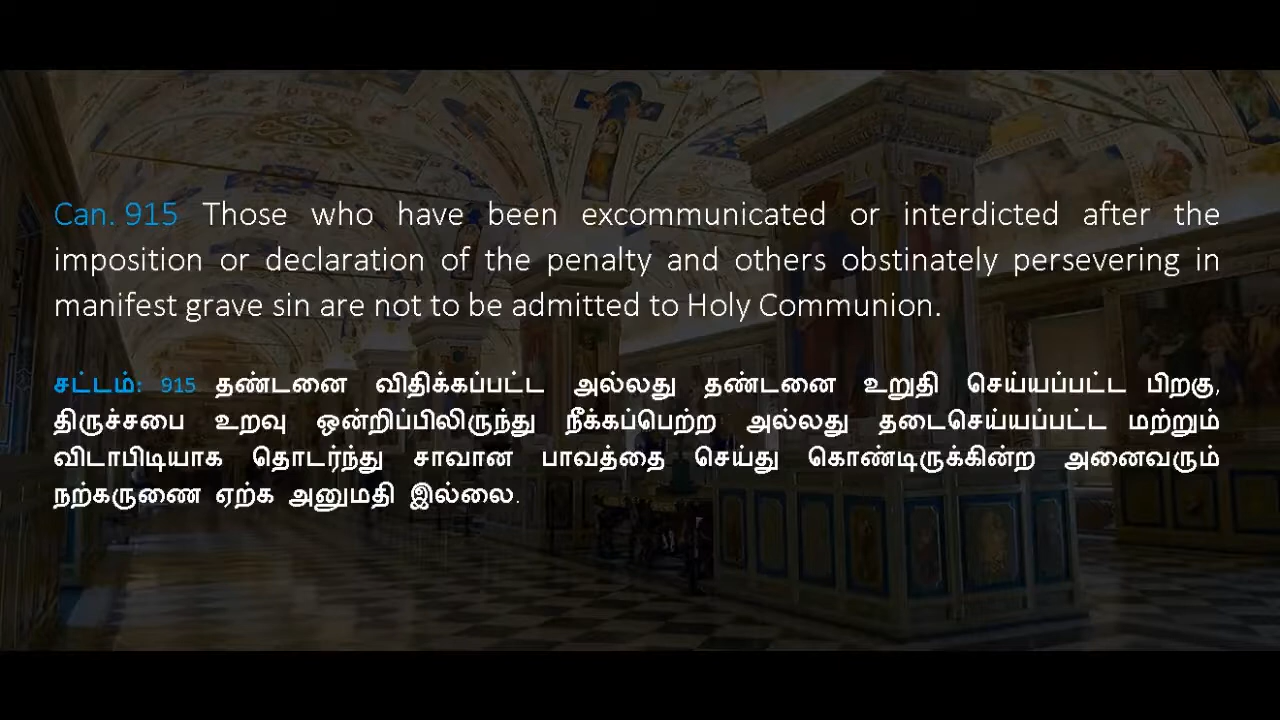 Can. 915 Those who have been excommunicated or interdicted after the
imposition or declaration of the penalty and others obstinately persevering in
manifest grave sin are not to be admitted to Holy Communion.
சட்டம்: 915 தண்டனை விதிக்கப்பட்ட அல்லது தண்டனை உறுதி செய்யப்பட்ட பிறகு,
திருச்சபை உறவு ஒன்றிப்பிலிருந்து நீக்கப்பெற்ற அல்லது தடைசெய்யப்பட்ட மற்றும்
விடாபிடியாக தொடர்ந்து சாவான பாவத்தை செய்து கொண்டிருக்கின்ற அனைவரும்
நற்கருணை ஏற்க அனுமதி இல்லை.